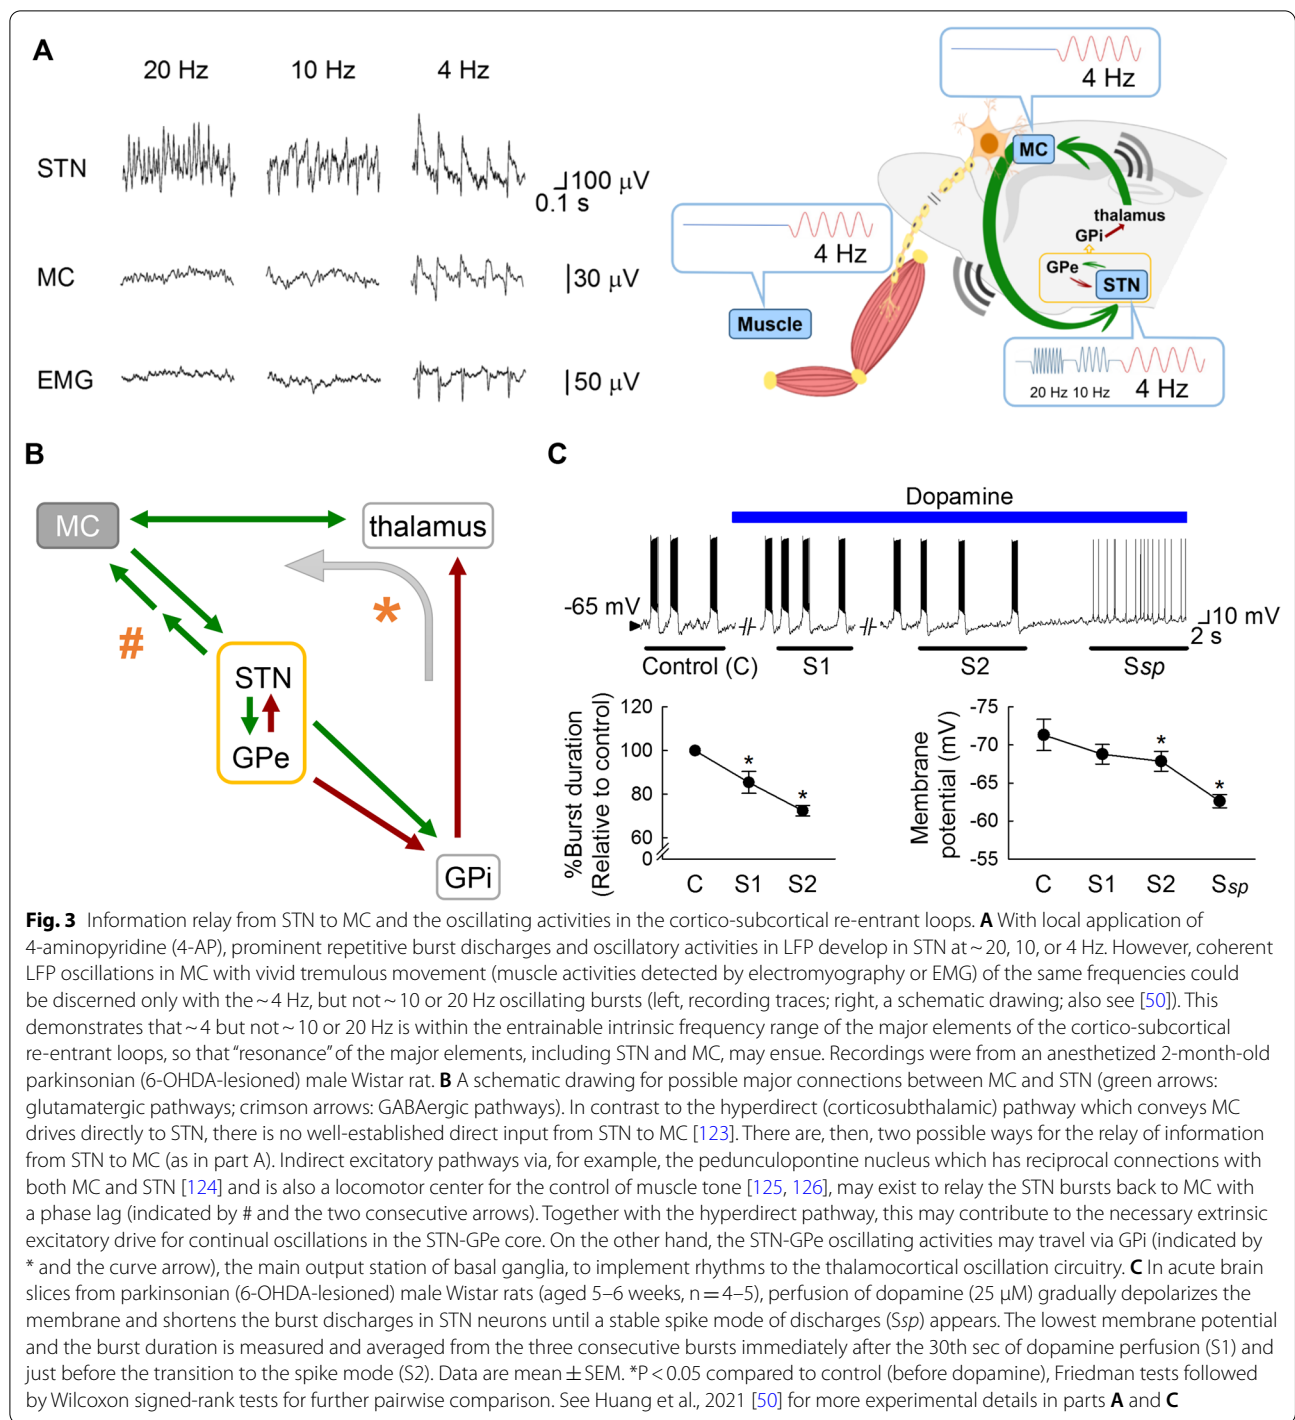 A
20 Hz 10 Hz 4 Hz
STN
100 μV
0.1 s
MC
30 μV
EMG
50 μV
4 Hz
MC
thalamus
GPi
GPe
STN
4 Hz
Muscle
20 Hz 10 Hz 4 Hz
B
MC
thalamus
*
#
STN
GPe
GPi
C
Dopamine
-65 mV
10 mV
2 s
Control (C) S1 S2 Ssp
%Burst duration
(Relative to control)
120
100
80
60
0
*
*
C S1 S2
Membrane
potential (mV)
-75
-70
-65
-60
-55
*
*
C S1 S2 Ssp
Fig. 3 Information relay from STN to MC and the oscillating activities in the cortico-subcortical re-entrant loops. A With local application of
4-aminopyridine (4-AP), prominent repetitive burst discharges and oscillatory activities in LFP develop in STN at ~ 20, 10, or 4 Hz. However, coherent
LFP oscillations in MC with vivid tremulous movement (muscle activities detected by electromyography or EMG) of the same frequencies could
be discerned only with the ~ 4 Hz, but not ~ 10 or 20 Hz oscillating bursts (left, recording traces; right, a schematic drawing; also see [50]). This
demonstrates that ~ 4 but not ~ 10 or 20 Hz is within the entrainable intrinsic frequency range of the major elements of the cortico-subcortical
re-entrant loops, so that “resonance” of the major elements, including STN and MC, may ensue. Recordings were from an anesthetized 2-month-old
parkinsonian (6-OHDA-lesioned) male Wistar rat. B A schematic drawing for possible major connections between MC and STN (green arrows:
glutamatergic pathways; crimson arrows: GABAergic pathways). In contrast to the hyperdirect (corticosubthalamic) pathway which conveys MC
drives directly to STN, there is no well-established direct input from STN to MC [123]. There are, then, two possible ways for the relay of information
from STN to MC (as in part A). Indirect excitatory pathways via, for example, the pedunculopontine nucleus which has reciprocal connections with
both MC and STN [124] and is also a locomotor center for the control of muscle tone [125, 126], may exist to relay the STN bursts back to MC with
a phase lag (indicated by # and the two consecutive arrows). Together with the hyperdirect pathway, this may contribute to the necessary extrinsic
excitatory drive for continual oscillations in the STN-GPe core. On the other hand, the STN-GPe oscillating activities may travel via GPi (indicated by
* and the curve arrow), the main output station of basal ganglia, to implement rhythms to the thalamocortical oscillation circuitry. C In acute brain
slices from parkinsonian (6-OHDA-lesioned) male Wistar rats (aged 5–6 weeks, n = 4–5), perfusion of dopamine (25 μM) gradually depolarizes the
membrane and shortens the burst discharges in STN neurons until a stable spike mode of discharges (Ssp) appears. The lowest membrane potential
and the burst duration is measured and averaged from the three consecutive bursts immediately after the 30th sec of dopamine perfusion (S1) and
just before the transition to the spike mode (S2). Data are mean ± SEM. *P < 0.05 compared to control (before dopamine), Friedman tests followed
by Wilcoxon signed-rank tests for further pairwise comparison. See Huang et al., 2021 [50] for more experimental details in parts A and C